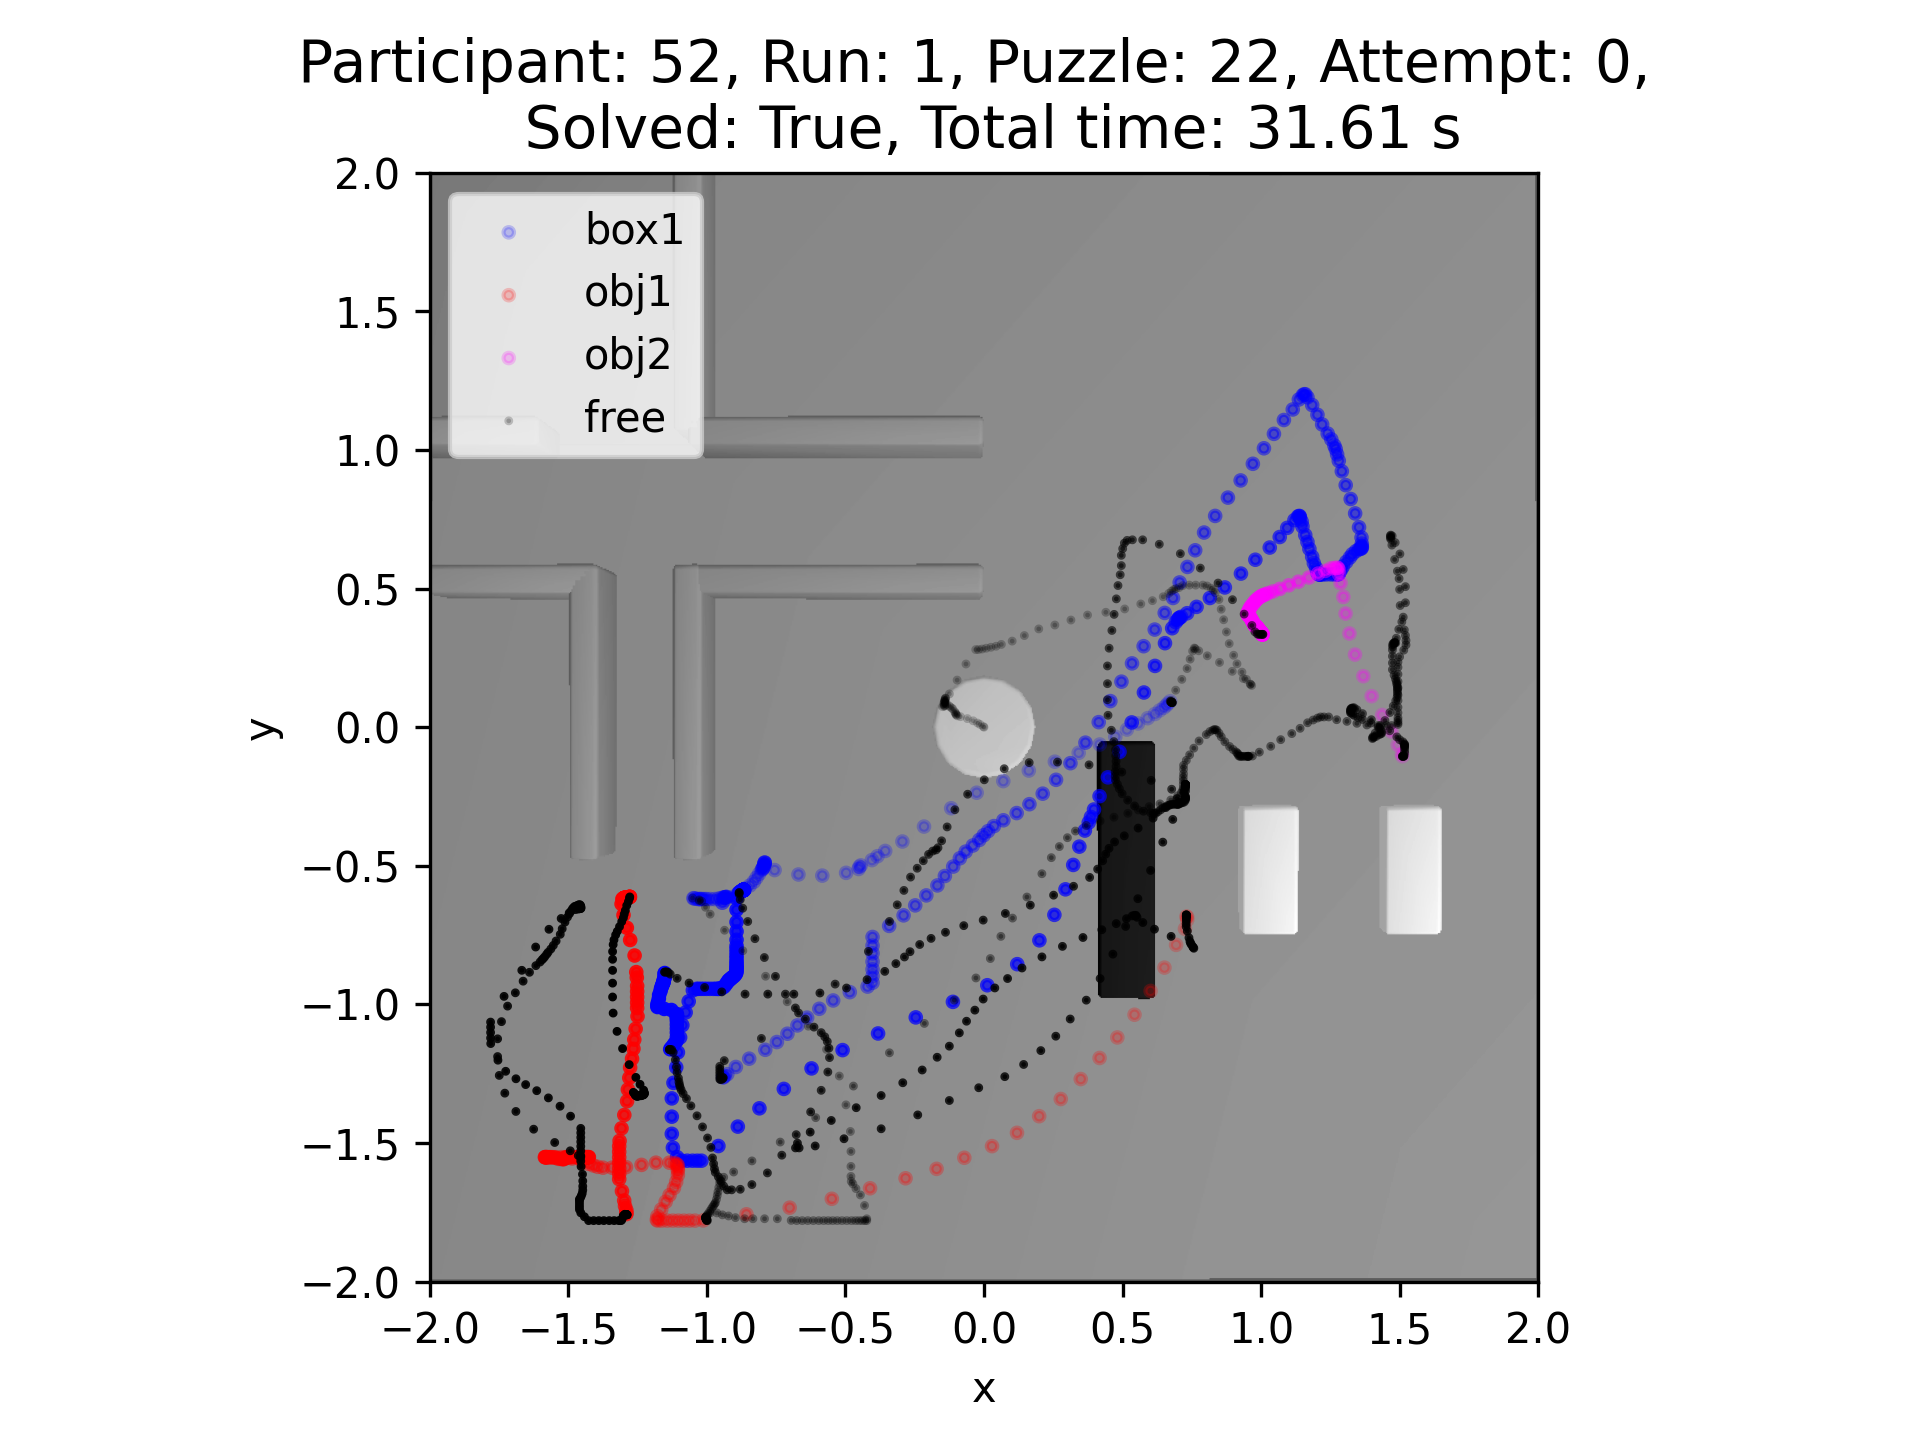 Participant: 52, Run: 1, Puzzle: 22, Attempt: 0,
Solved: True, Total time: 31.61 s
box1
obj1
obj2
free
2.0
1.5
1.0
0.5
0.0
−0.5
−1.0
−1.5
−2.0
y
−2.0 −1.5 −1.0 −0.5 0.0 0.5 1.0 1.5 2.0
x